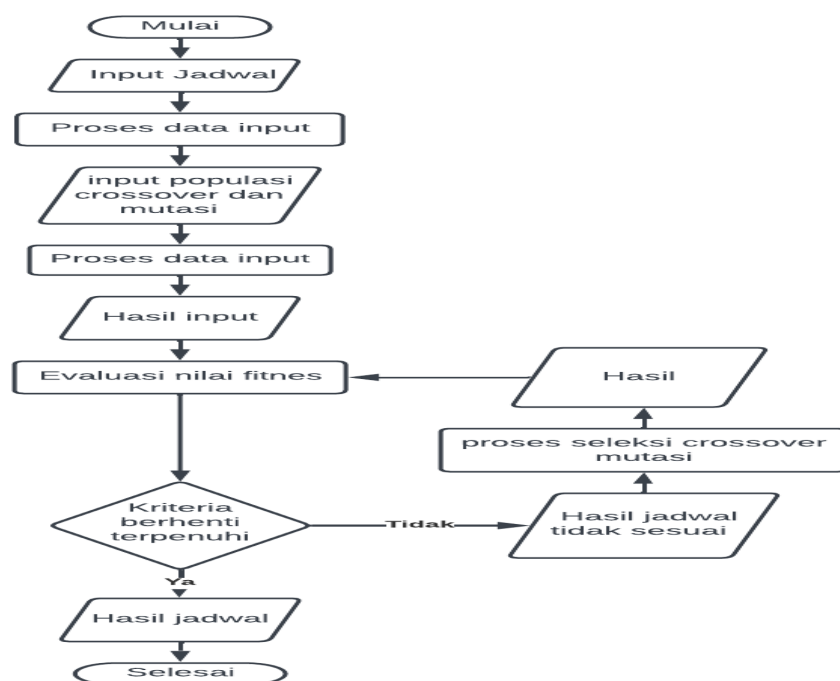 Mulai
Input Jadwal
Proses data input
input populasi
crossover dan
mutasi
Proses data input
Hasil input
Evaluasi nilai fitnes
Kriteria
berhenti
terpenuhi
Tidak
Hasil jadwal
tidak sesuai
proses seleksi crossover
mutasi
Hasil
Ya
Hasil jadwal
Selesai